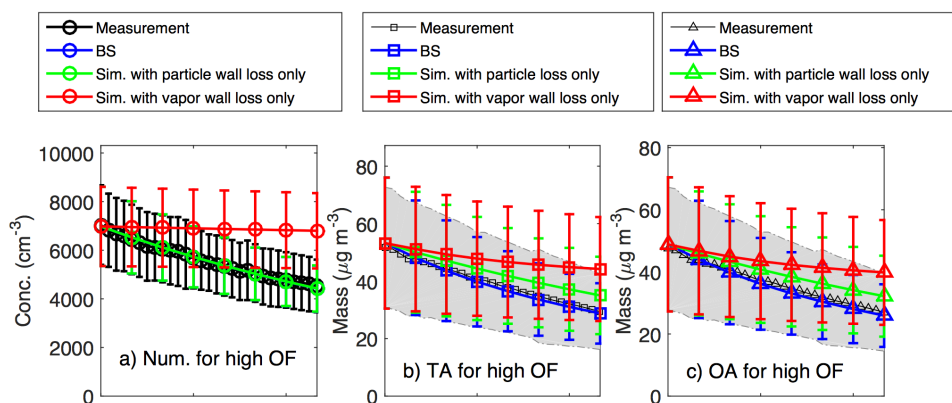 Measurement
BS
Sim. with particle wall loss only
Sim. with vapor wall loss only
Measurement
BS
Sim. with particle wall loss only
Sim. with vapor wall loss only
Measurement
BS
Sim. with particle wall loss only
Sim. with vapor wall loss only
Conc. (cm⁻³)
10000
8000
6000
4000
2000
0
a) Num. for high OF
Mass (μg m⁻³)
80
60
40
20
0
b) TA for high OF
Mass (μg m⁻³)
80
60
40
20
0
c) OA for high OF